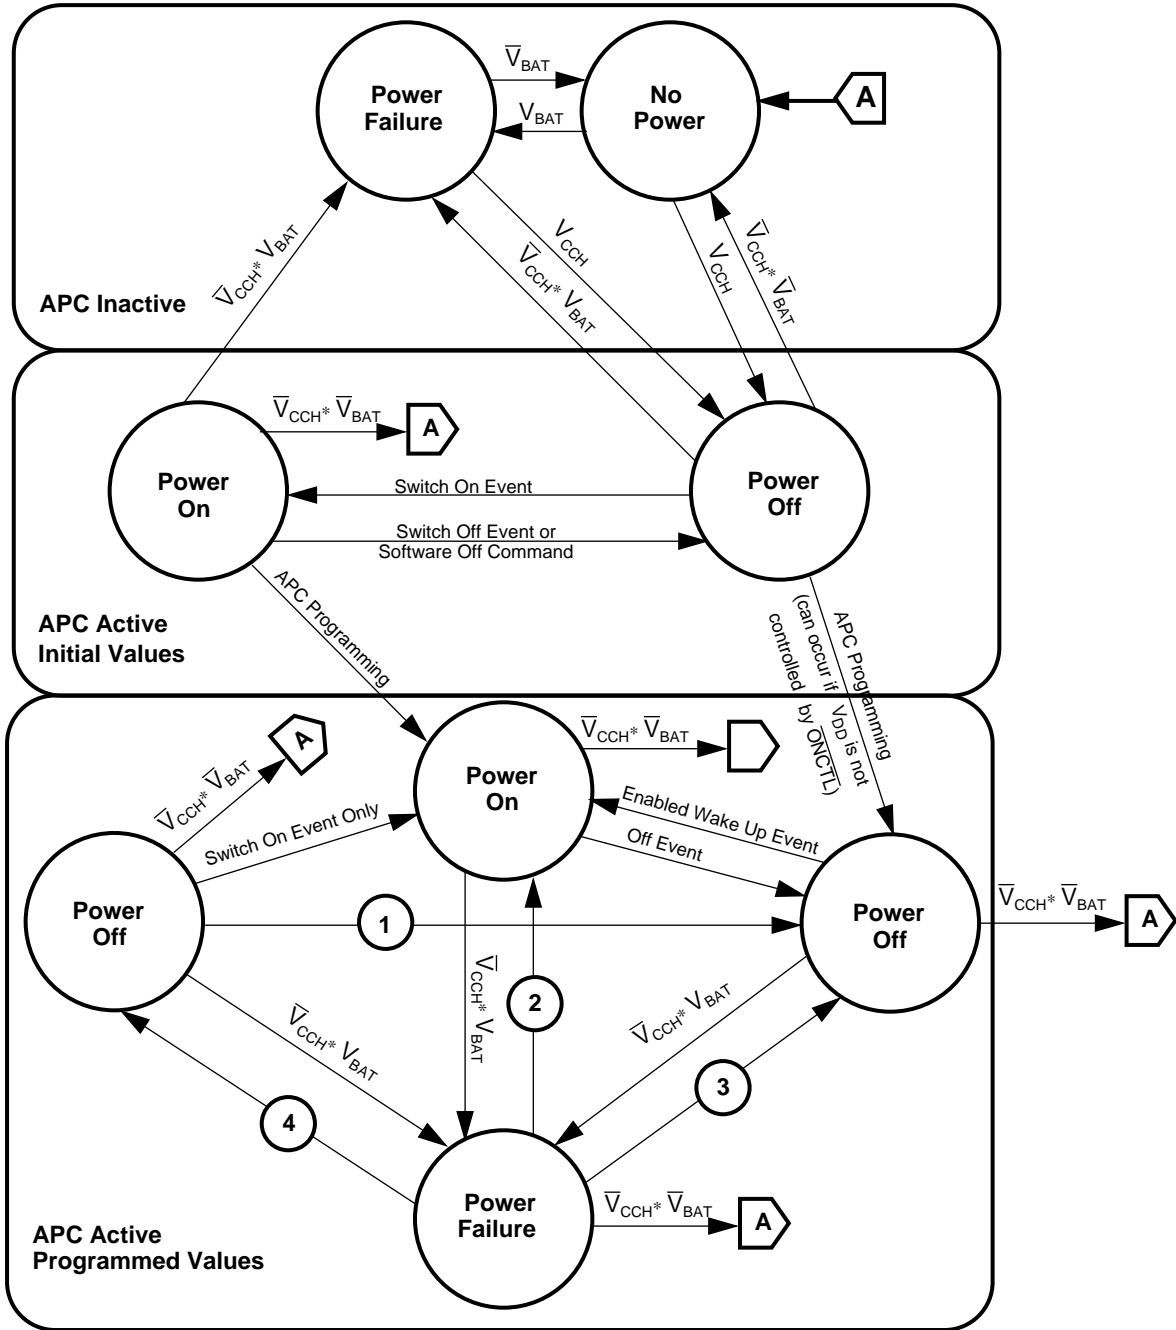 V̅BAT
Power
Failure
No
Power
A
VBAT
V̅CCH* VBAT
VCCH
V̅CCH* VBAT
VCCH
V̅CCH* V̅BAT
APC Inactive
V̅CCH* V̅BAT
A
Power
On
Switch On Event
Power
Off
Switch Off Event or
Software Off Command
APC Programming
APC Programming
(can occur if VDD is not
controlled by O̅N̅C̅T̅L̅)
APC Active
Initial Values
A
V̅CCH* V̅BAT
V̅CCH* V̅BAT
Power
On
Enabled Wake Up Event
Switch On Event Only
Off Event
Power
Off
1
Power
Off
V̅CCH* V̅BAT
A
V̅CCH* VBAT
V̅CCH* VBAT
2
V̅CCH* VBAT
3
4
Power
Failure
V̅CCH* V̅BAT
A
APC Active
Programmed Values